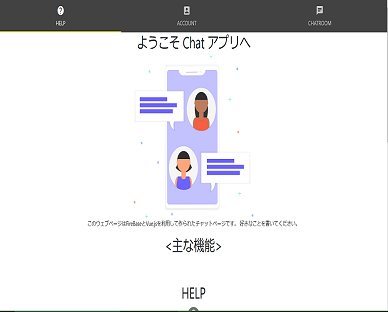 HELP
ACCOUNT
CHATROOM
ようこそ Chat アプリへ
このウェブページはFireBaseとVue.jsを利用して作られたチャットページです。 好きなことを書いてください。
<主な機能>
HELP